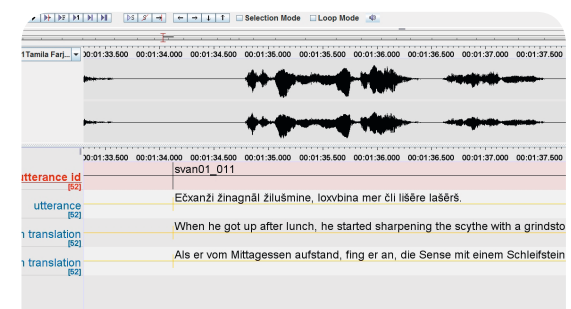 Selection Mode Loop Mode
1 Tamila Farj...
00:01:33.500 00:01:34.000 00:01:34.500 00:01:35.000 00:01:35.500 00:01:36.000 00:01:36.500 00:01:37.000 00:01:37.500
00:01:33.500 00:01:34.000 00:01:34.500 00:01:35.000 00:01:35.500 00:01:36.000 00:01:36.500 00:01:37.000 00:01:37.500
svan01_011
utterance id
[52]
Ečxanži žinagnāl žilušmine, loxvbina mer čli lišēre lašērš.
utterance
[52]
When he got up after lunch, he started sharpening the scythe with a grindsto
n translation
[52]
Als er vom Mittagessen aufstand, fing er an, die Sense mit einem Schleifstein
n translation
[52]